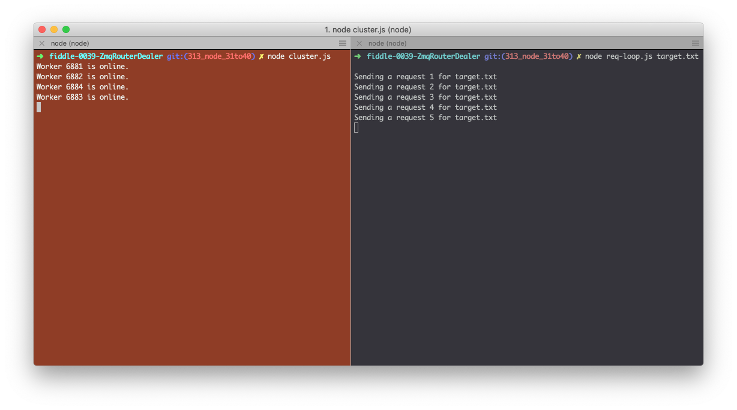 1. node cluster.js (node)
node (node)
➜ fiddle-0039-ZmqRouterDealer git:(313_node_31to40) ✗ node cluster.js
Worker 6881 is online.
Worker 6882 is online.
Worker 6884 is online.
Worker 6883 is online.
node (node)
➜ fiddle-0039-ZmqRouterDealer git:(313_node_31to40) ✗ node req-loop.js target.txt
Sending a request 1 for target.txt
Sending a request 2 for target.txt
Sending a request 3 for target.txt
Sending a request 4 for target.txt
Sending a request 5 for target.txt